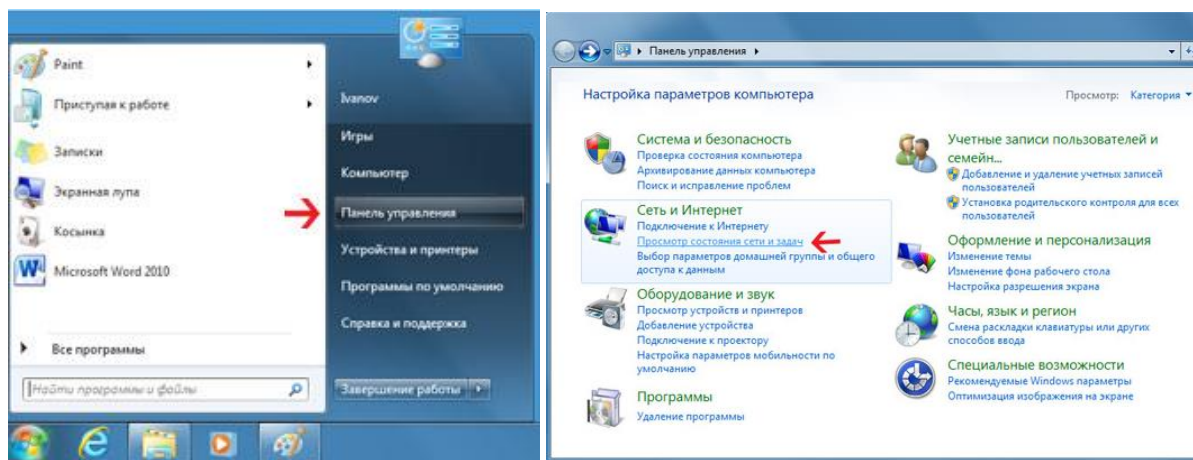 Paint
Приступая к работе
Записки
Экранная лупа
Косынка
Microsoft Word 2010
Все программы
Найти программы и файлы
Ivanov
Игры
Компьютер
Панель управления
Устройства и принтеры
Программы по умолчанию
Справка и поддержка
Завершение работы
Панель управления
Настройка параметров компьютера
Просмотр: Категория
Система и безопасность
Проверка состояния компьютера
Архивирование данных компьютера
Поиск и исправление проблем
Сеть и Интернет
Подключение к Интернету
Просмотр состояния сети и задач
Выбор параметров домашней группы и общего
доступа к данным
Оборудование и звук
Просмотр устройств и принтеров
Добавление устройства
Подключение к проектору
Настройка параметров мобильности по
умолчанию
Программы
Удаление программы
Учетные записи пользователей и
семейн...
Добавление и удаление учетных записей
пользователей
Установка родительского контроля для всех
пользователей
Оформление и персонализация
Изменение темы
Изменение фона рабочего стола
Настройка разрешения экрана
Часы, язык и регион
Смена раскладки клавиатуры или других
способов ввода
Специальные возможности
Рекомендуемые Windows параметры
Оптимизация изображения на экране